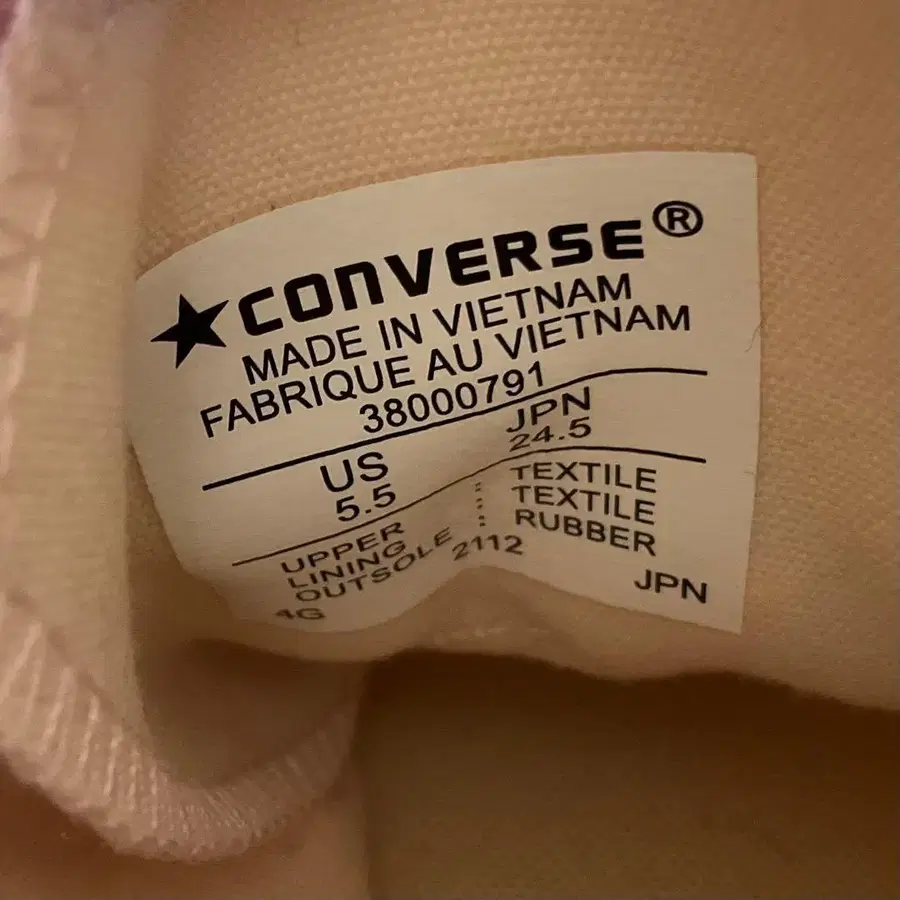 ★CONVERSE®
MADE IN VIETNAM
FABRIQUE AU VIETNAM
38000791
US JPN
5.5 24.5
UPPER : TEXTILE
LINING : TEXTILE
OUTSOLE : RUBBER
4G 2112 JPN